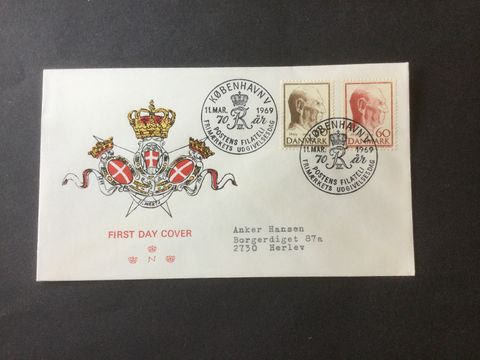 KØBENHAVN V
11.MAR. 1969
70 år
POSTENS FILATELI
FRIMÆRKETS UDGIVELSESDAG
DANMARK
60
DANMARK
KØBENHAVN V
11.MAR. 1969
70 år
POSTENS FILATELI
FRIMÆRKETS UDGIVELSESDAG
FIRST DAY COVER
N
Anker Hansen
Borgerdiget 87a
2730 Herlev